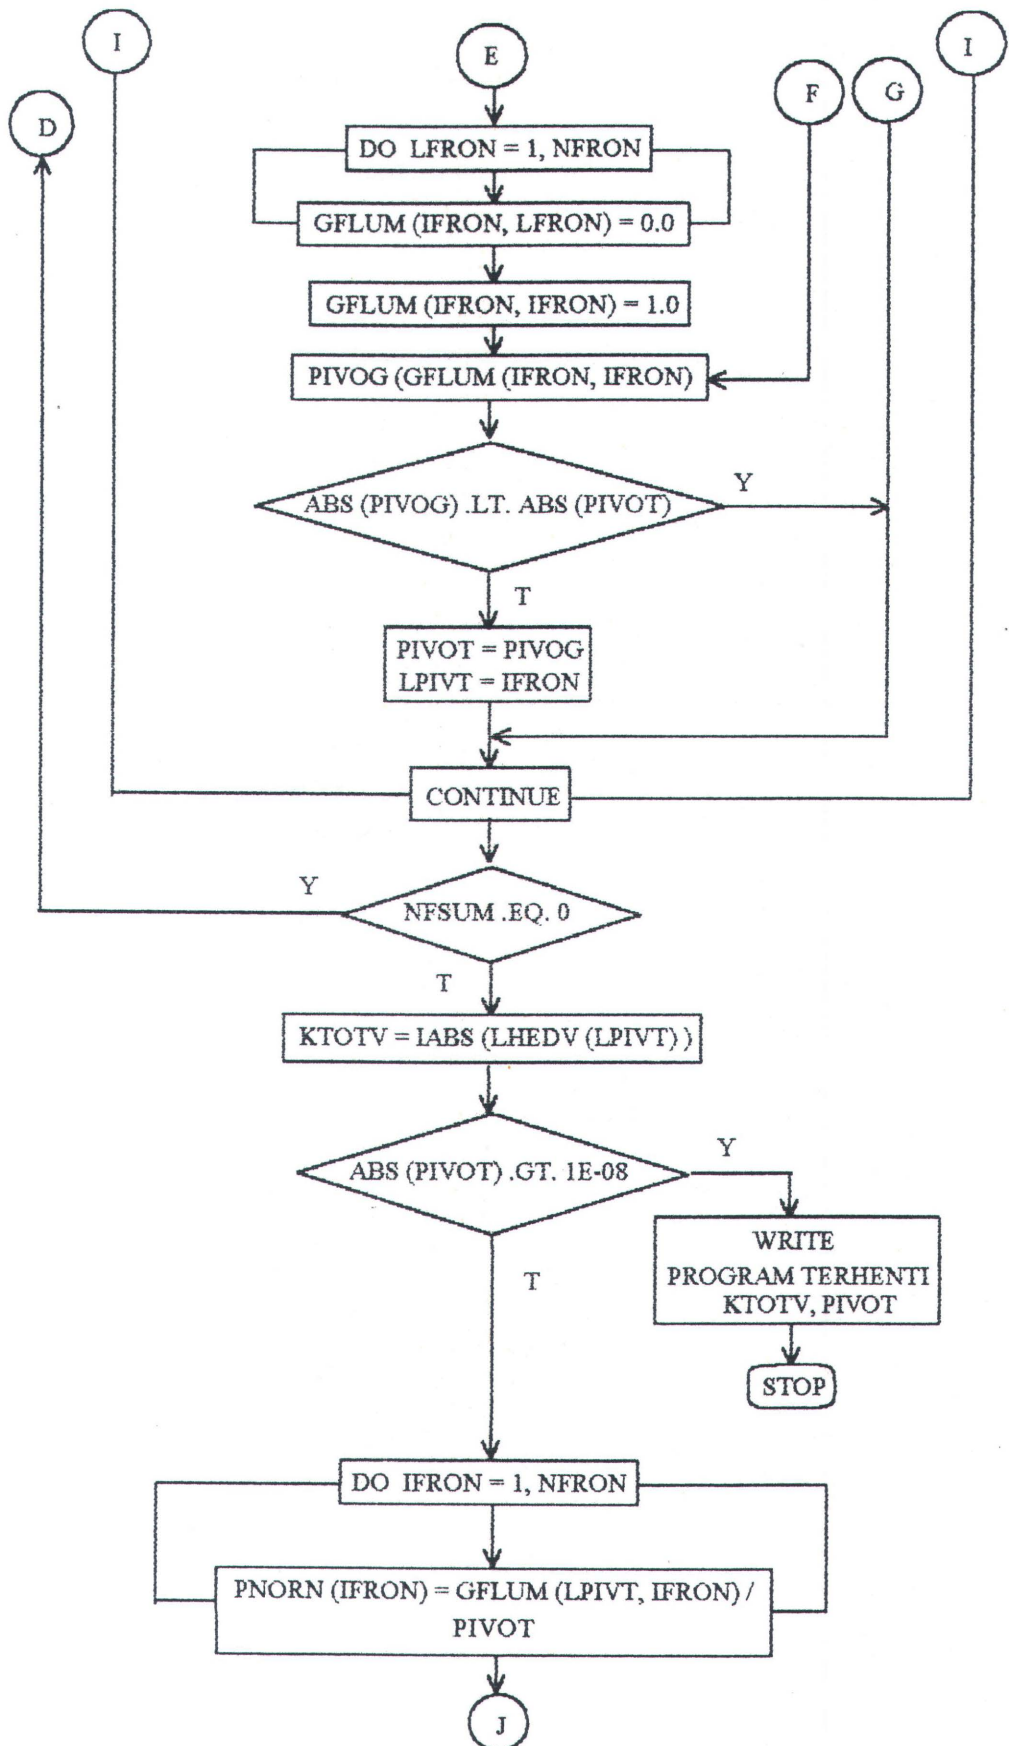 I
E
I
F
G
D
DO LFRON = 1, NFRON
GFLUM (IFRON, LFRON) = 0.0
GFLUM (IFRON, IFRON) = 1.0
PIVOG (GFLUM (IFRON, IFRON)
ABS (PIVOG) .LT. ABS (PIVOT)
Y
T
PIVOT = PIVOG
LPIVT = IFRON
CONTINUE
Y
NFSUM .EQ. 0
T
KTOTV = IABS (LHEDV (LPIVT) )
ABS (PIVOT) .GT. 1E-08
Y
WRITE
PROGRAM TERHENTI
KTOTV, PIVOT
T
STOP
DO IFRON = 1, NFRON
PNORN (IFRON) = GFLUM (LPIVT, IFRON) /
PIVOT
J